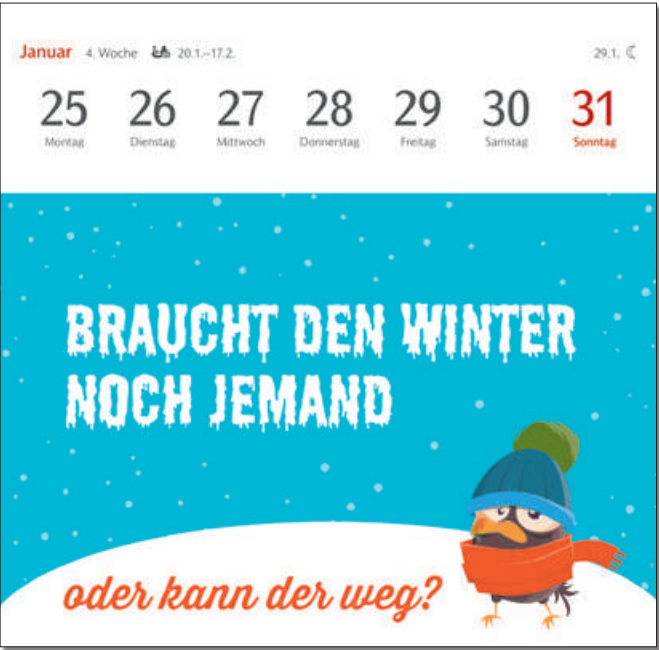 Januar 4. Woche 20.1.–17.2. 29.1.
25 26 27 28 29 30 31
Montag Dienstag Mittwoch Donnerstag Freitag Samstag Sonntag
BRAUCHT DEN WINTER
NOCH JEMAND
oder kann der weg?